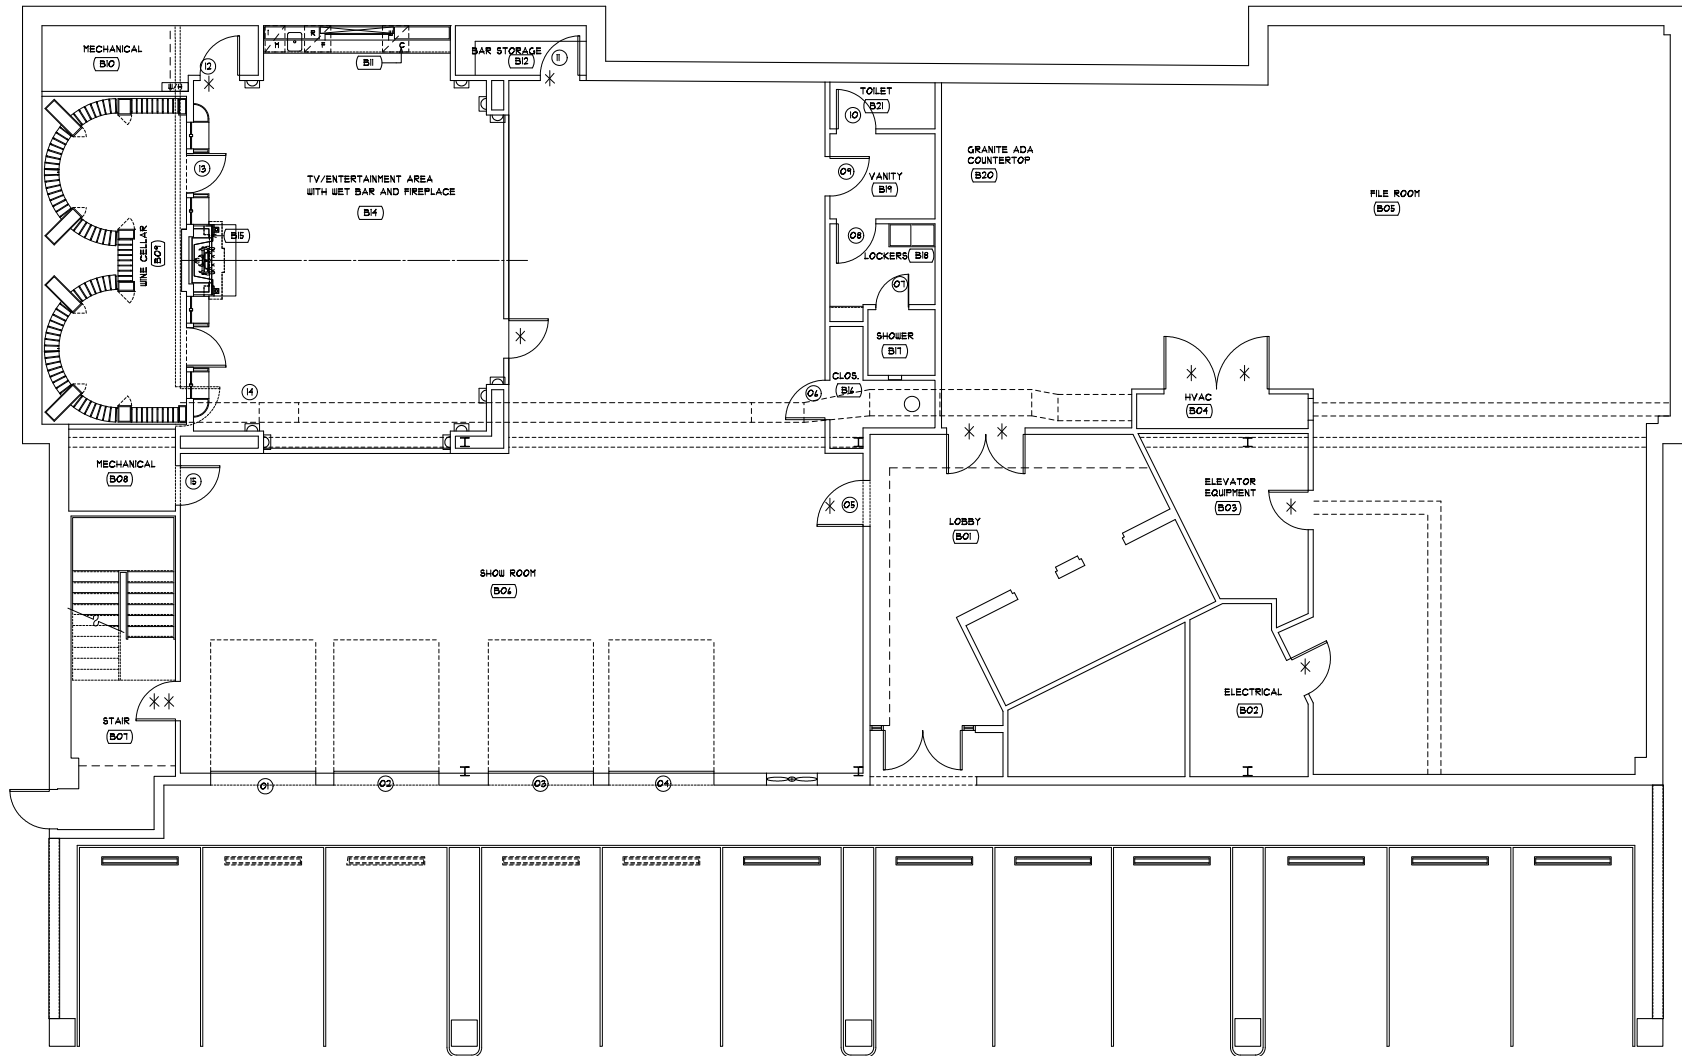 MECHANICAL
B10
12
I
R
M
F
C
B11
BAR STORAGE
B12
11
W/H
TOILET
B21
10
GRANITE ADA
COUNTERTOP
B20
FILE ROOM
B05
13
TV/ENTERTAINMENT AREA
WITH WET BAR AND FIREPLACE
B14
09
VANITY
B19
WINE CELLAR
B09
B15
08
LOCKERS
B18
07
SHOWER
B17
CLOS.
B16
06
14
HVAC
B04
MECHANICAL
B08
15
05
LOBBY
B01
ELEVATOR
EQUIPMENT
B03
SHOW ROOM
B06
ELECTRICAL
B02
STAIR
B07
01
02
03
04